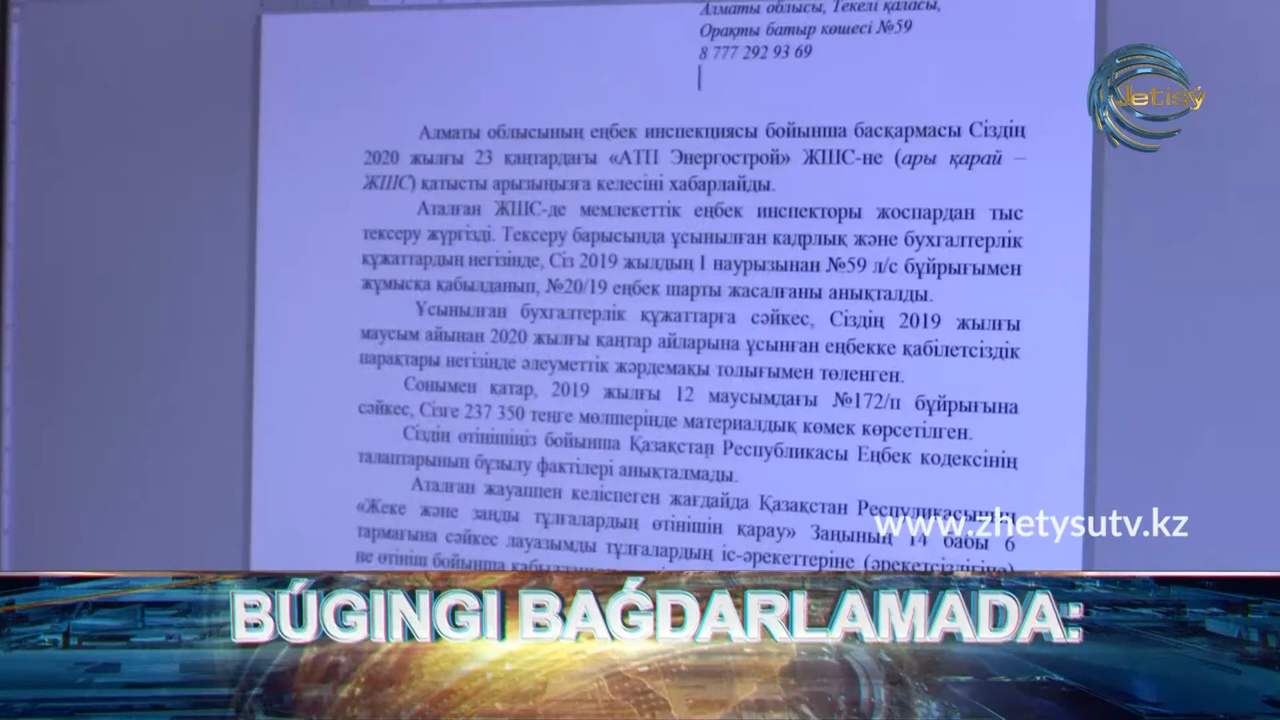 Алматы облысы, Текелі қаласы,
Орақты батыр көшесі №59
8 777 292 93 69
Jetisý
Алматы облысының еңбек инспекциясы бойынша басқармасы Сіздің
2020 жылғы 23 қаңтардағы «АТП Энергострой» ЖШС-не (ары қарай –
ЖШС) қатысты арызыңызға келесіні хабарлайды.
Аталған ЖШС-де мемлекеттік еңбек инспекторы жоспардан тыс
тексеру жүргізді. Тексеру барысында ұсынылған кадрлық және бухгалтерлік
құжаттардың негізінде, Сіз 2019 жылдың 1 наурызынан №59 л/с бұйрығымен
жұмысқа қабылданып, №20/19 еңбек шарты жасалғаны анықталды.
Ұсынылған бухгалтерлік құжаттарға сәйкес, Сіздің 2019 жылғы
маусым айынан 2020 жылғы қаңтар айларына ұсынған еңбекке қабілетсіздік
парақтары негізінде әлеуметтік жәрдемақы толығымен төленген.
Сонымен қатар, 2019 жылғы 12 маусымдағы №172/п бұйрығына
сәйкес, Сізге 237 350 теңге мөлшерінде материалдық көмек көрсетілген.
Сіздің өтінішіңіз бойынша Қазақстан Республикасы Еңбек кодексінің
талаптарының бұзылу фактілері анықталмады.
Аталған жауаппен келіспеген жағдайда Қазақстан Республикасының
«Жеке және заңды тұлғалардың өтінішін қарау» Заңының 14 бабы 6
www.zhetysutv.kz
тармағына сәйкес лауазымды тұлғалардың іс-әрекеттеріне (әрекетсіздігіне)
не өтініш бойынша
BÚGINGI BAǴDARLAMADA: